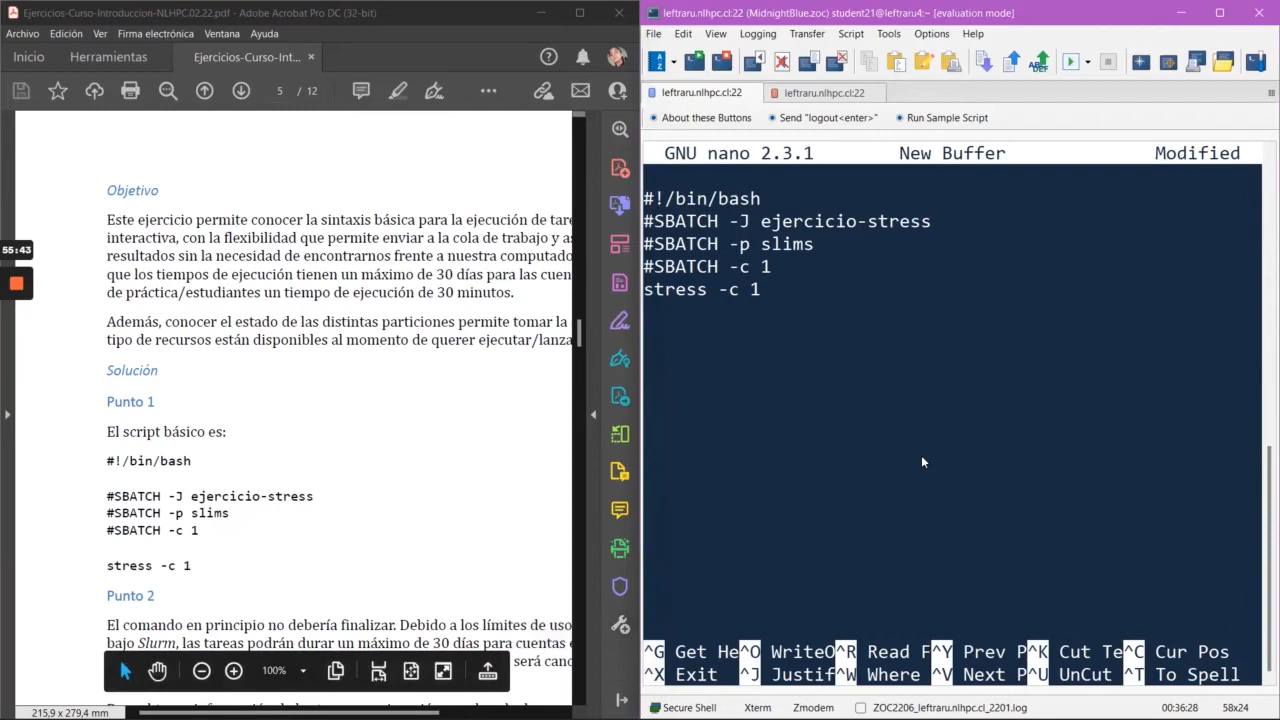 Ejercicios-Curso-Introduccion-NLHPC.02.22.pdf - Adobe Acrobat Pro DC (32-bit)
Archivo Edición Ver Firma electrónica Ventana Ayuda
Inicio Herramientas Ejercicios-Curso-Int... ×
5 / 12
Objetivo
Este ejercicio permite conocer la sintaxis básica para la ejecución de
interactiva, con la flexibilidad que permite enviar a la cola de trabajo y
resultados sin la necesidad de encontrarnos frente a nuestra
que los tiempos de ejecución tienen un máximo de 30 días para las
de práctica/estudiantes un tiempo de ejecución de 30 minutos.
Además, conocer el estado de las distintas particiones permite tomar la
tipo de recursos están disponibles al momento de querer
Solución
Punto 1
El script básico es:
#!/bin/bash
#SBATCH -J ejercicio-stress
#SBATCH -p slims
#SBATCH -c 1
stress -c 1
Punto 2
El comando en principio no debería finalizar. Debido a los límites de
bajo Slurm, las tareas podrán durar un máximo de 30 días para cuentas
será
100%
215,9 x 279,4 mm
55:43
leftraru.nlhpc.cl:22 (MidnightBlue.zoc) student21@leftraru4:~ [evaluation mode]
File Edit View Logging Transfer Script Tools Options Help
leftraru.nlhpc.cl:22 leftraru.nlhpc.cl:22
About these Buttons Send "logout<enter>" Run Sample Script
GNU nano 2.3.1 New Buffer Modified
#!/bin/bash
#SBATCH -J ejercicio-stress
#SBATCH -p slims
#SBATCH -c 1
stress -c 1
^G Get He^O WriteO^R Read F^Y Prev P^K Cut Te^C Cur Pos
^X Exit ^J Justif^W Where ^V Next P^U UnCut ^T To Spell
Secure Shell Xterm Zmodem ZOC2206_leftraru.nlhpc.cl_2201.log 00:36:28 58x24